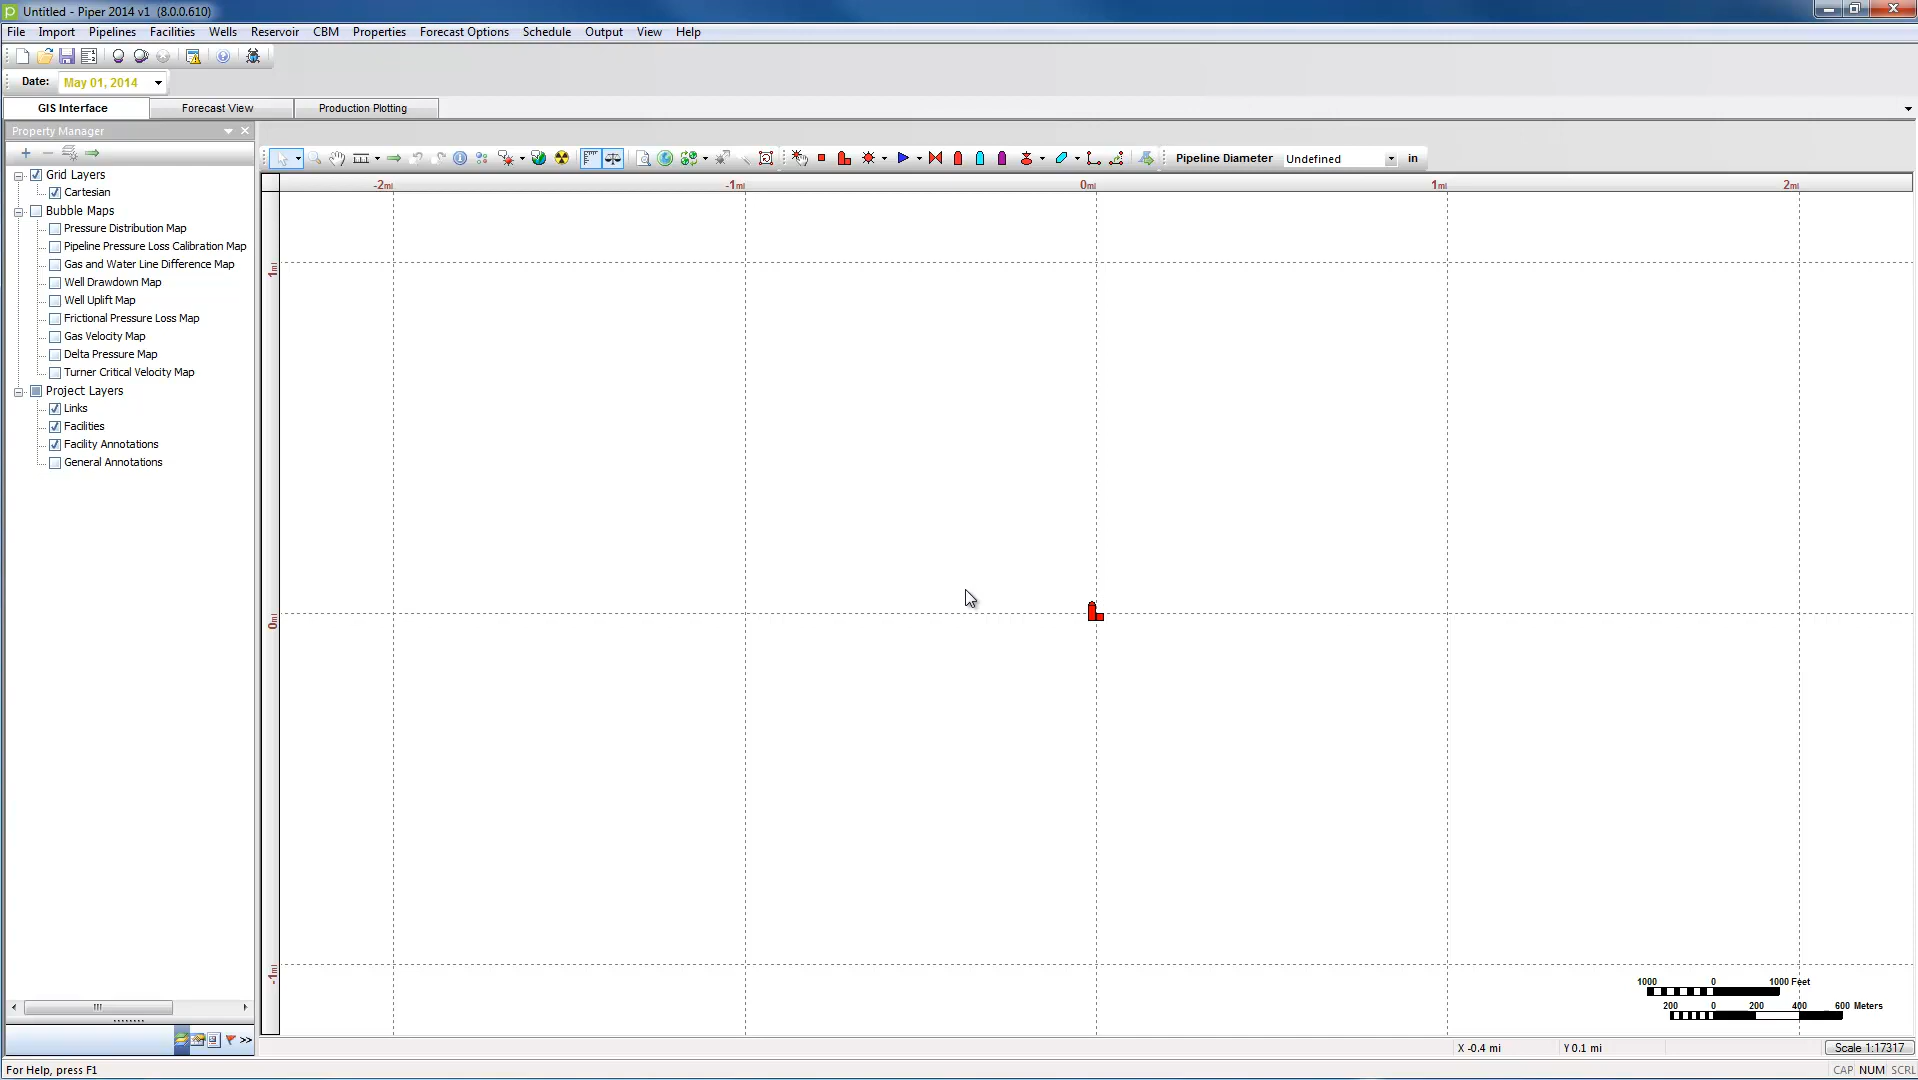 Untitled - Piper 2014 v1 (8.0.0.610)
File Import Pipelines Facilities Wells Reservoir CBM Properties Forecast Options Schedule Output View Help
Date: May 01, 2014
GIS Interface Forecast View Production Plotting
Property Manager
Pipeline Diameter Undefined in
Grid Layers
Cartesian
Bubble Maps
Pressure Distribution Map
Pipeline Pressure Loss Calibration Map
Gas and Water Line Difference Map
Well Drawdown Map
Well Uplift Map
Frictional Pressure Loss Map
Gas Velocity Map
Delta Pressure Map
Turner Critical Velocity Map
Project Layers
Links
Facilities
Facility Annotations
General Annotations
-2mi -1mi 0mi 1mi 2mi
1mi
0mi
-1mi
1000 0 1000 Feet
200 0 200 400 600 Meters
>>
X -0.4 mi Y 0.1 mi Scale 1:17317
For Help, press F1 CAP NUM SCRL